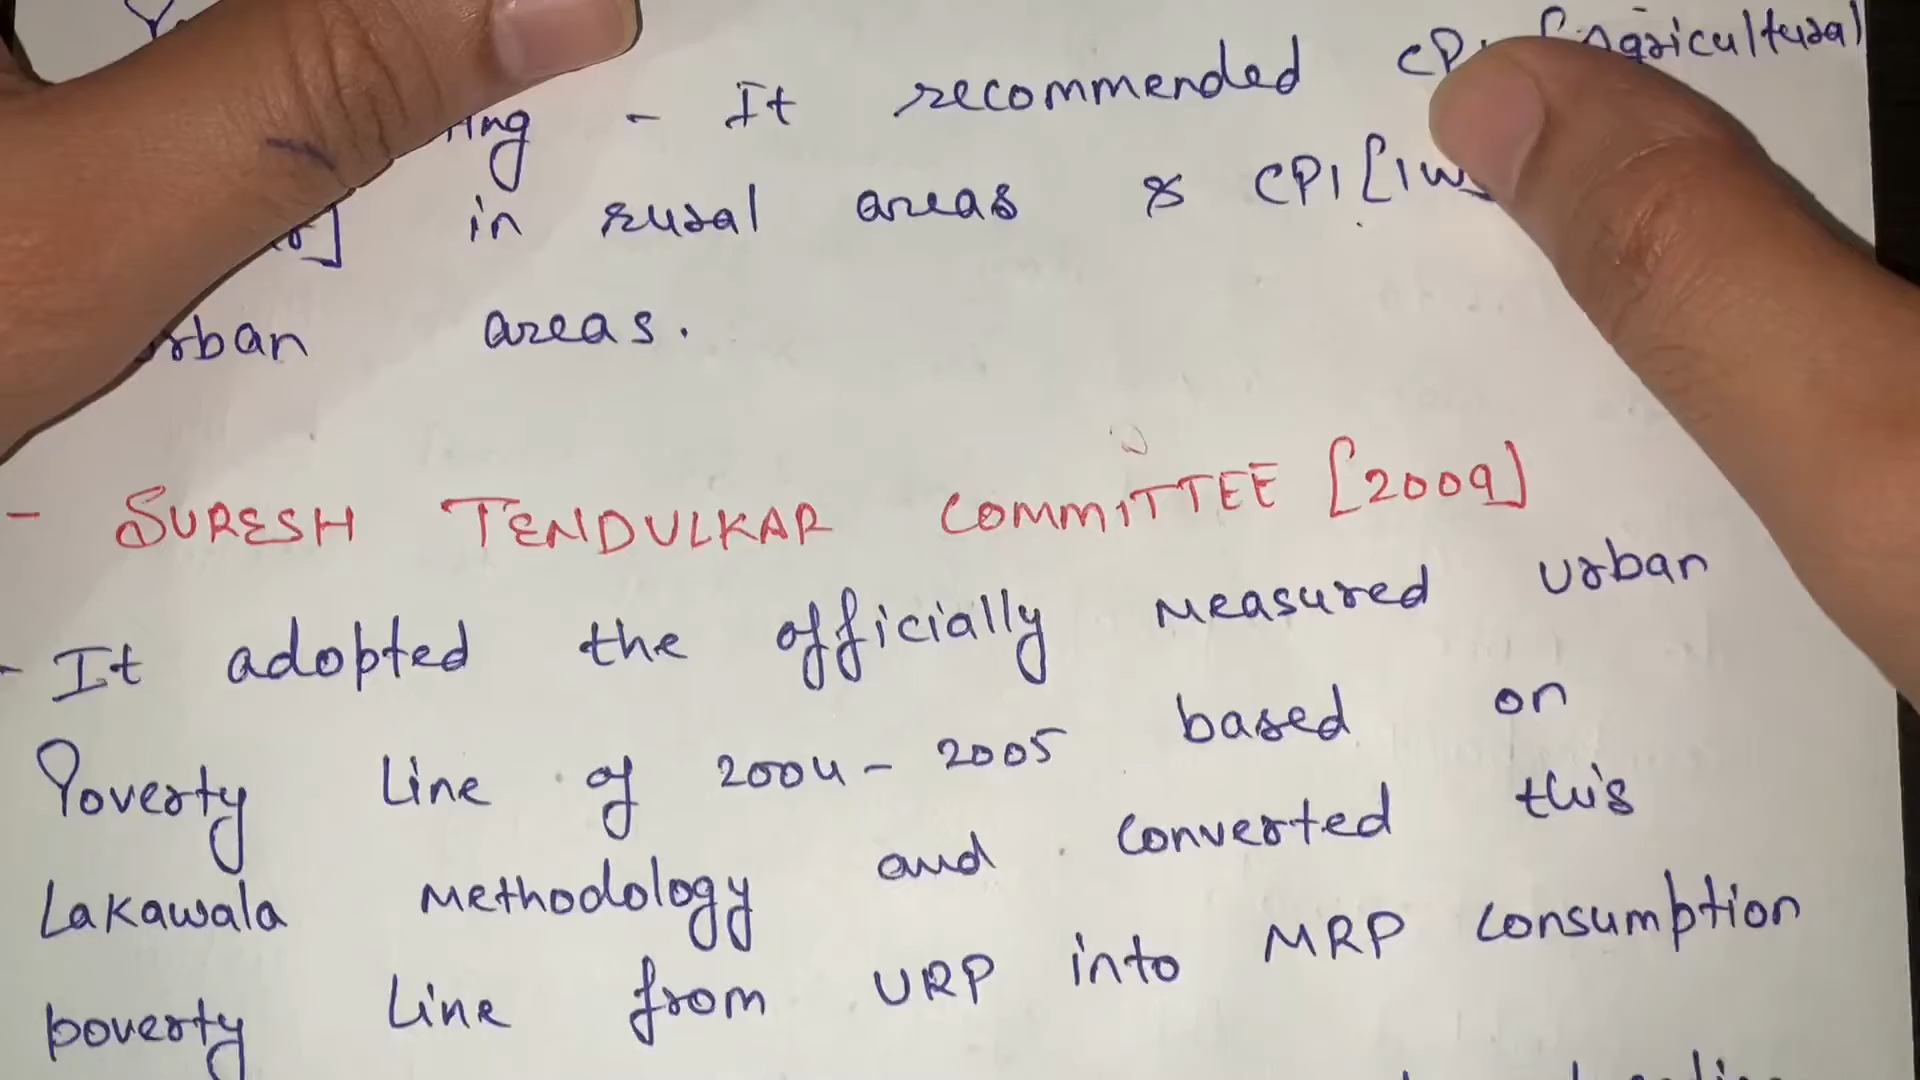 - It recommended [Agricultural
in rural areas & CPI [IW
areas.
- SURESH TENDULKAR COMMITTEE [2009]
- It adopted the officially measured urban
Poverty Line of 2004-2005 based on
Lakawala Methodology and converted this
poverty Line from URP into MRP consumption